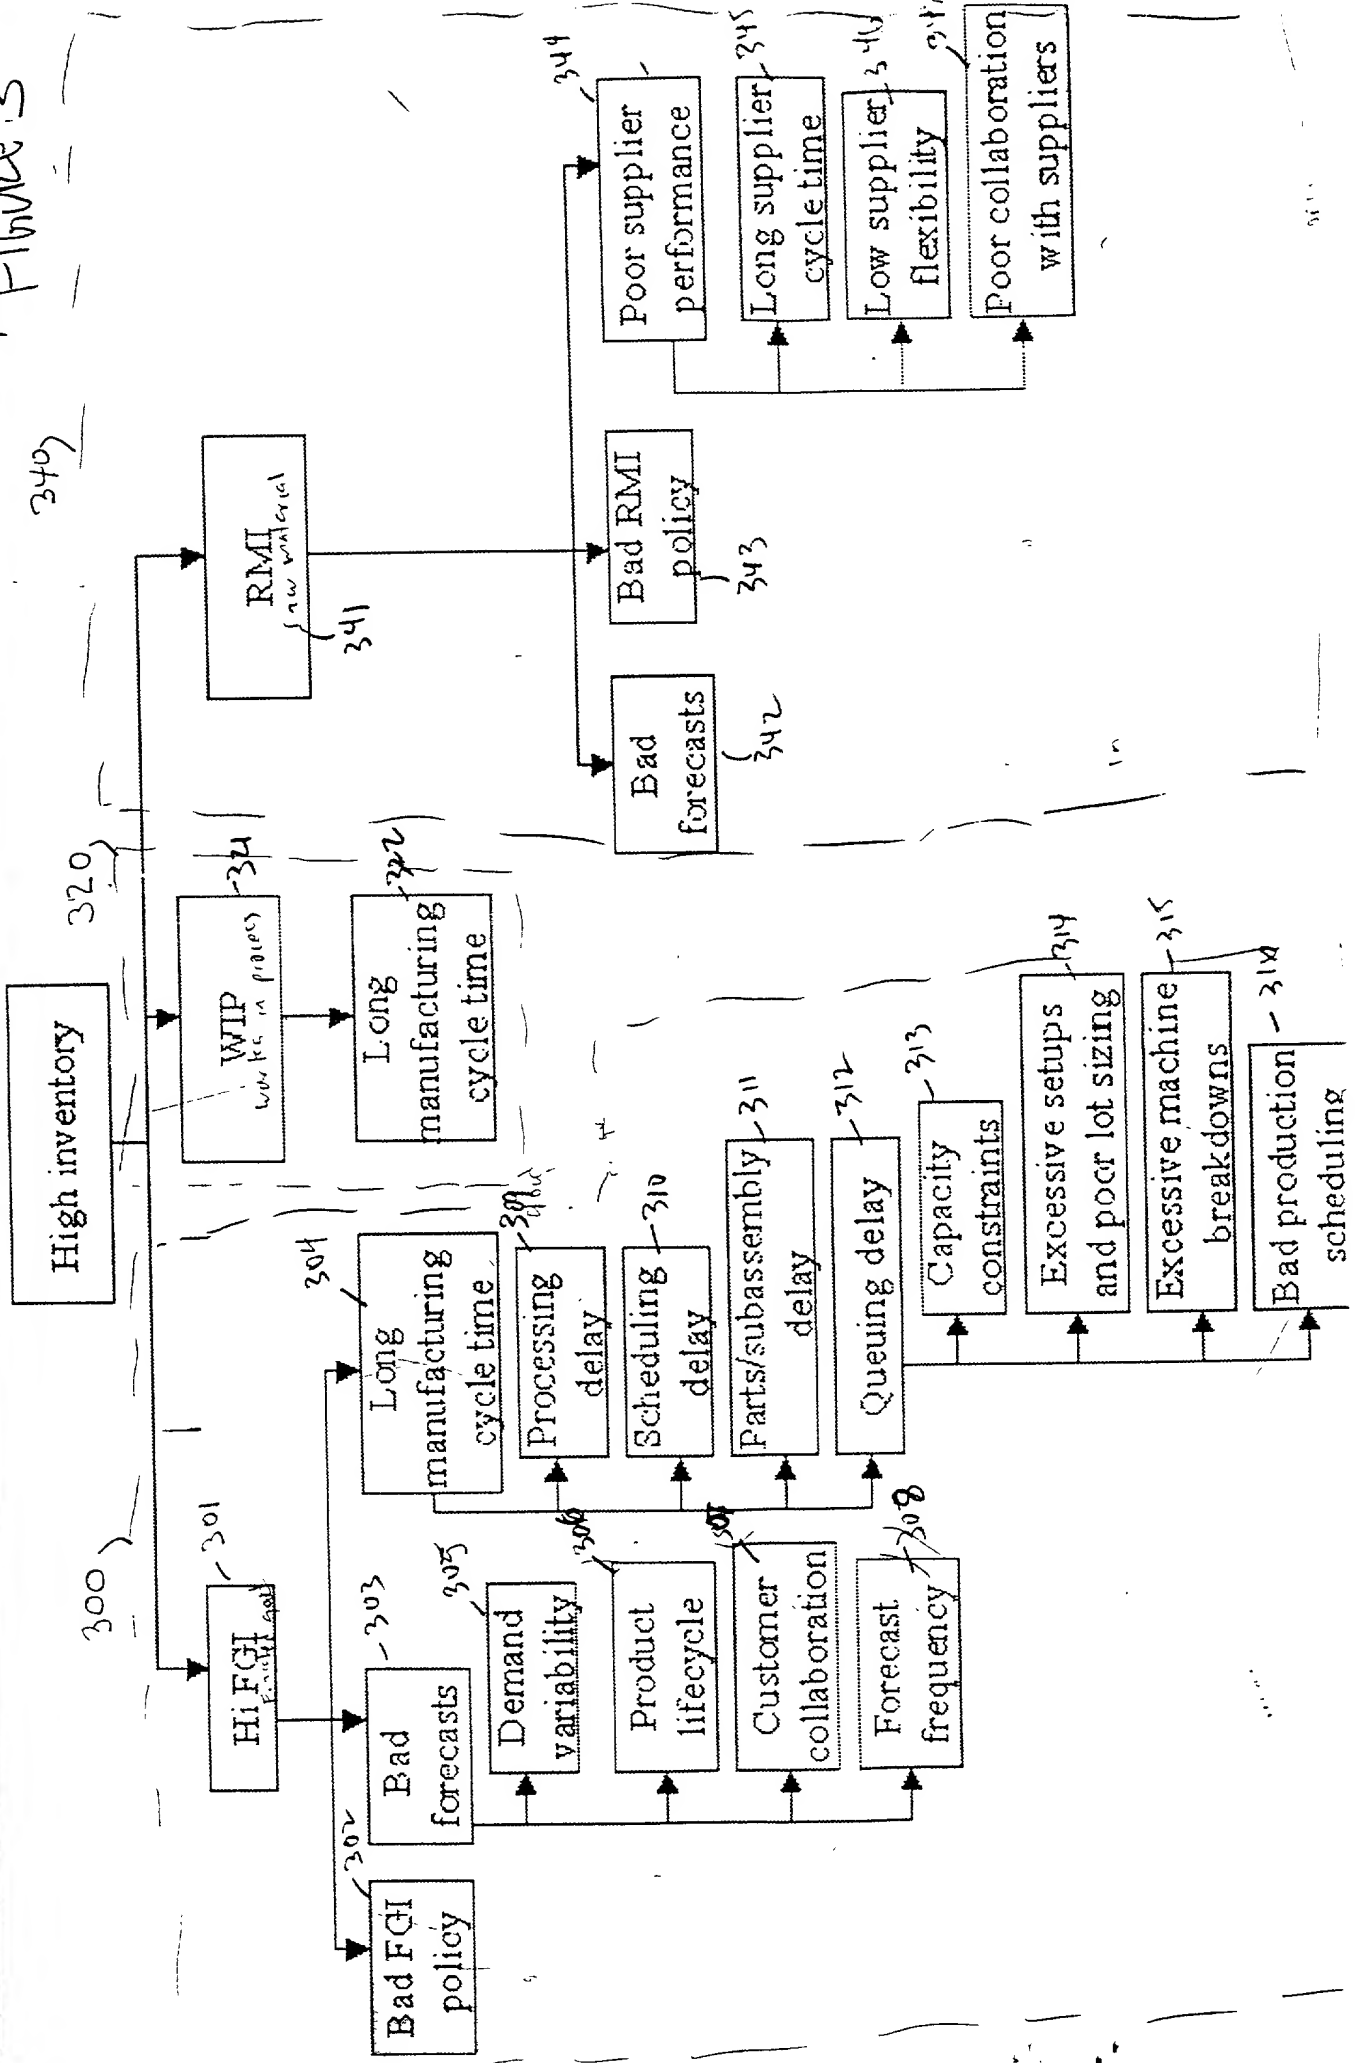 Figure 3
High inventory
300
320
340
Hi FGI
301
WIP
works in process
321
RMI
raw material
341
Bad FGI
policy
302
Bad
forecasts
303
Long
manufacturing
cycle time
304
Long
manufacturing
cycle time
322
Bad
forecasts
342
Bad RMI
policy
343
Poor supplier
performance
344
Demand
variability
305
Product
lifecycle
306
Customer
collaboration
307
Forecast
frequency
308
Processing
delay
309
Scheduling
delay
310
Parts/subassembly
delay
311
Queuing delay
312
Capacity
constraints
313
Excessive setups
and poor lot sizing
314
Excessive machine
breakdowns
315
Bad production
scheduling
Long supplier
cycle time
345
Low supplier
flexibility
346
Poor collaboration
with suppliers